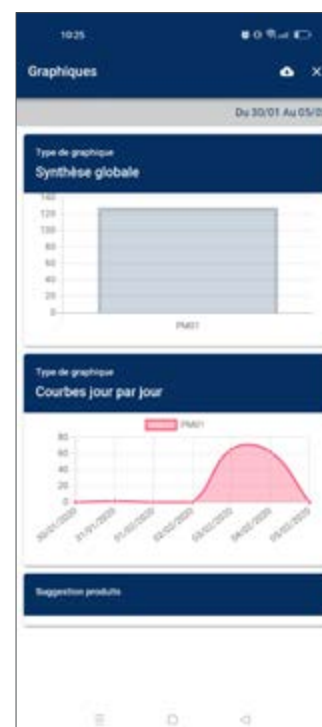 10:25
Graphiques
Du 30/01 Au 05/0
Type de graphique
Synthèse globale
140
120
100
80
60
40
20
0
PM01
Type de graphique
Courbes jour par jour
PM01
80
60
40
20
0
30/01/2020
31/01/2020
01/02/2020
02/02/2020
03/02/2020
04/02/2020
05/02/2020
Suggestion produits